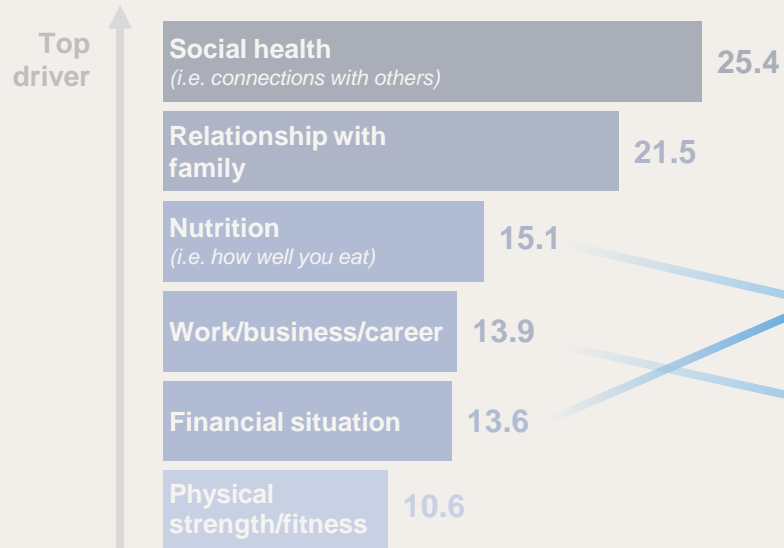 Top
driver
Social health
(i.e. connections with others)
25.4
Relationship with
family
21.5
Nutrition
(i.e. how well you eat)
15.1
Work/business/career
13.9
Financial situation
13.6
Physical
strength/fitness
10.6